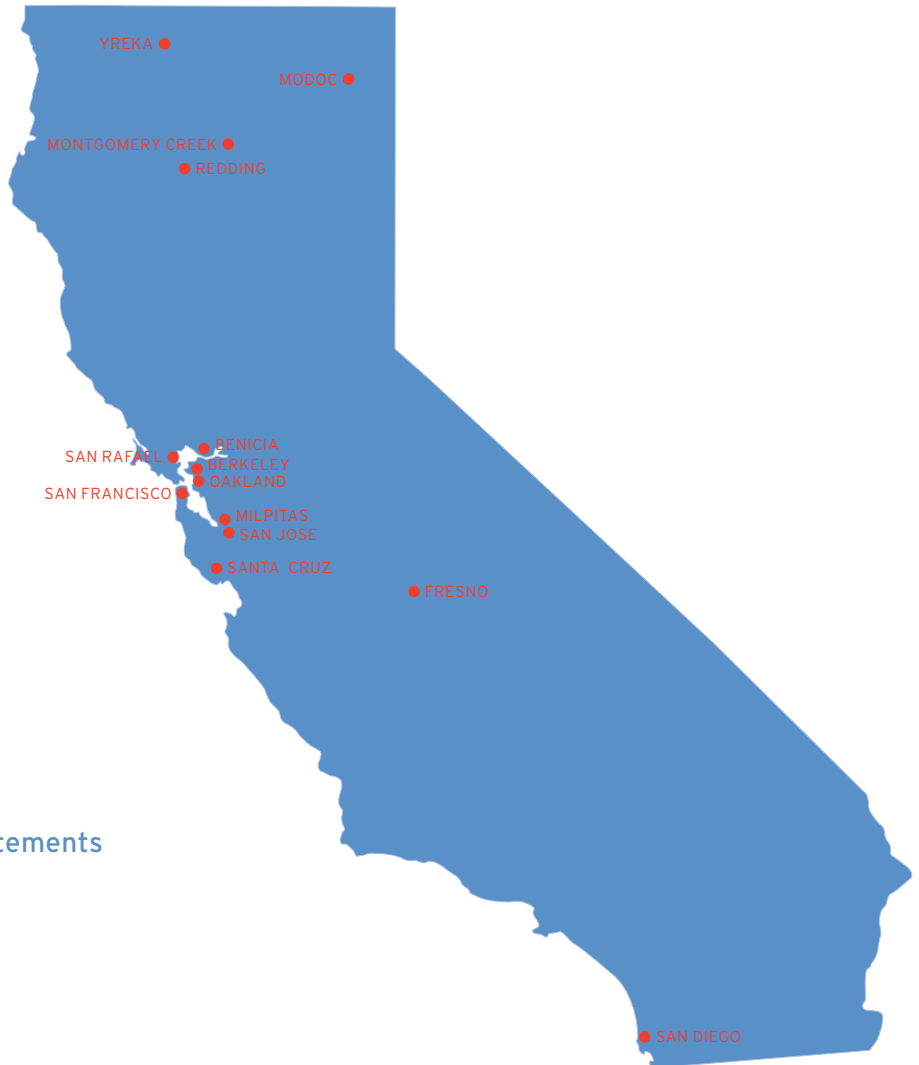 YREKA
MODOC
MONTGOMERY CREEK
REDDING
BENICIA
SAN RAFAEL
BERKELEY
OAKLAND
SAN FRANCISCO
MILPITAS
SAN JOSE
SANTA CRUZ
FRESNO
tements
SAN DIEGO